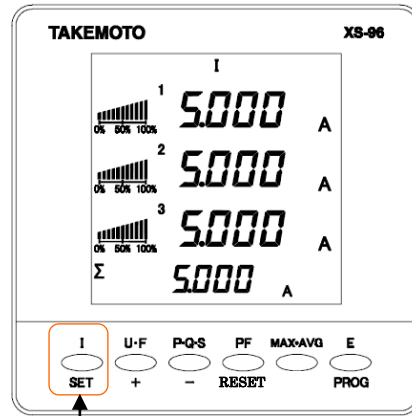 TAKEMOTO XS-96
I
1 5.000 A
0% 50% 100%
2 5.000 A
0% 50% 100%
3 5.000 A
0% 50% 100%
Σ 5.000 A
I U·F P·Q·S PF MAX·AVG E
SET + − RESET PROG